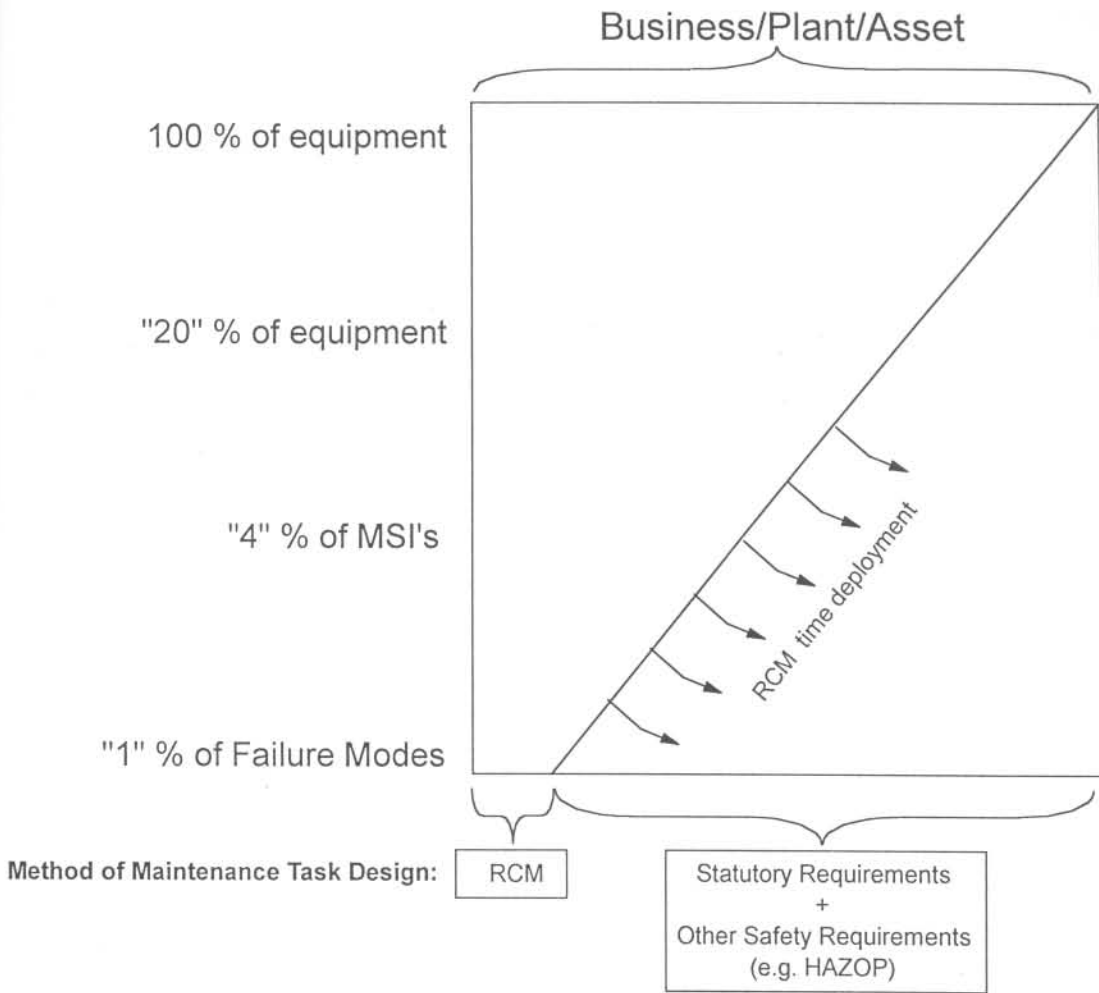 Business/Plant/Asset
100 % of equipment
"20" % of equipment
"4" % of MSI's
"1" % of Failure Modes
RCM time deployment
Method of Maintenance Task Design:
RCM
Statutory Requirements
+
Other Safety Requirements
(e.g. HAZOP)